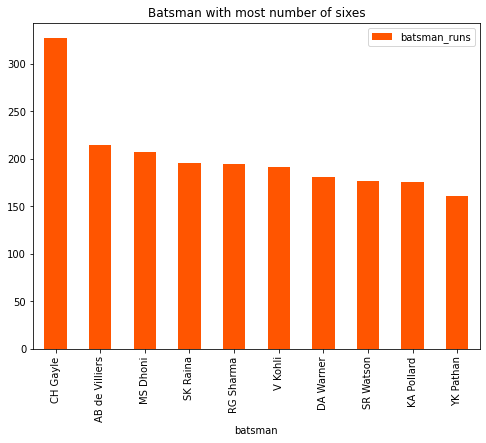 Batsman with most number of sixes
batsman_runs
300
250
200
150
100
50
0
CH Gayle
AB de Villiers
MS Dhoni
SK Raina
RG Sharma
V Kohli
DA Warner
SR Watson
KA Pollard
YK Pathan
batsman